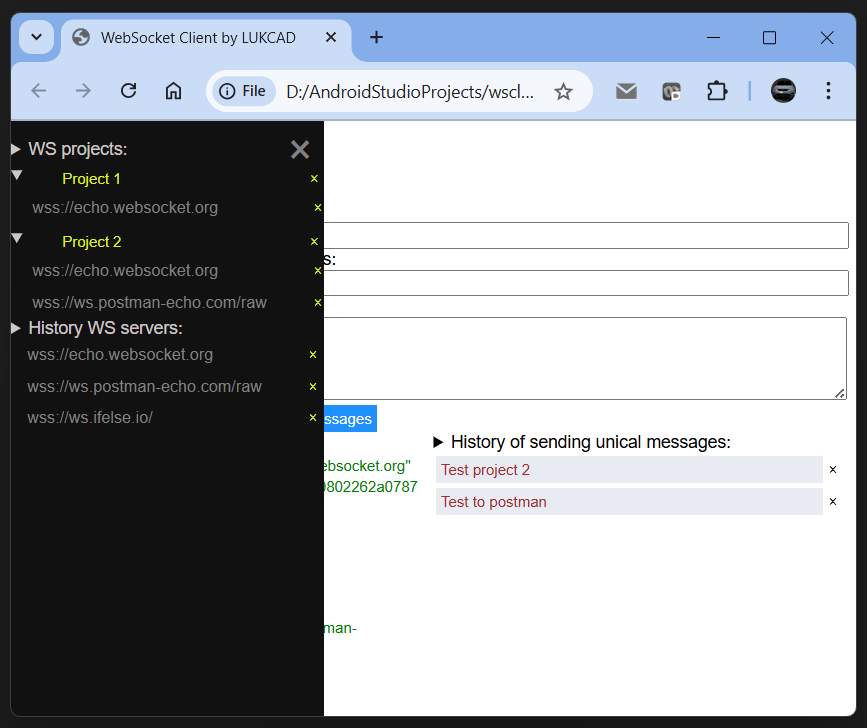 WebSocket Client by LUKCAD
File
D:/AndroidStudioProjects/wscl...
WS projects:
Project 1
wss://echo.websocket.org
Project 2
wss://echo.websocket.org
s:
wss://ws.postman-echo.com/raw
History WS servers:
wss://echo.websocket.org
wss://ws.postman-echo.com/raw
wss://ws.ifelse.io/
ssages
History of sending unical messages:
ebsocket.org"
0802262a0787
Test project 2
Test to postman
man-